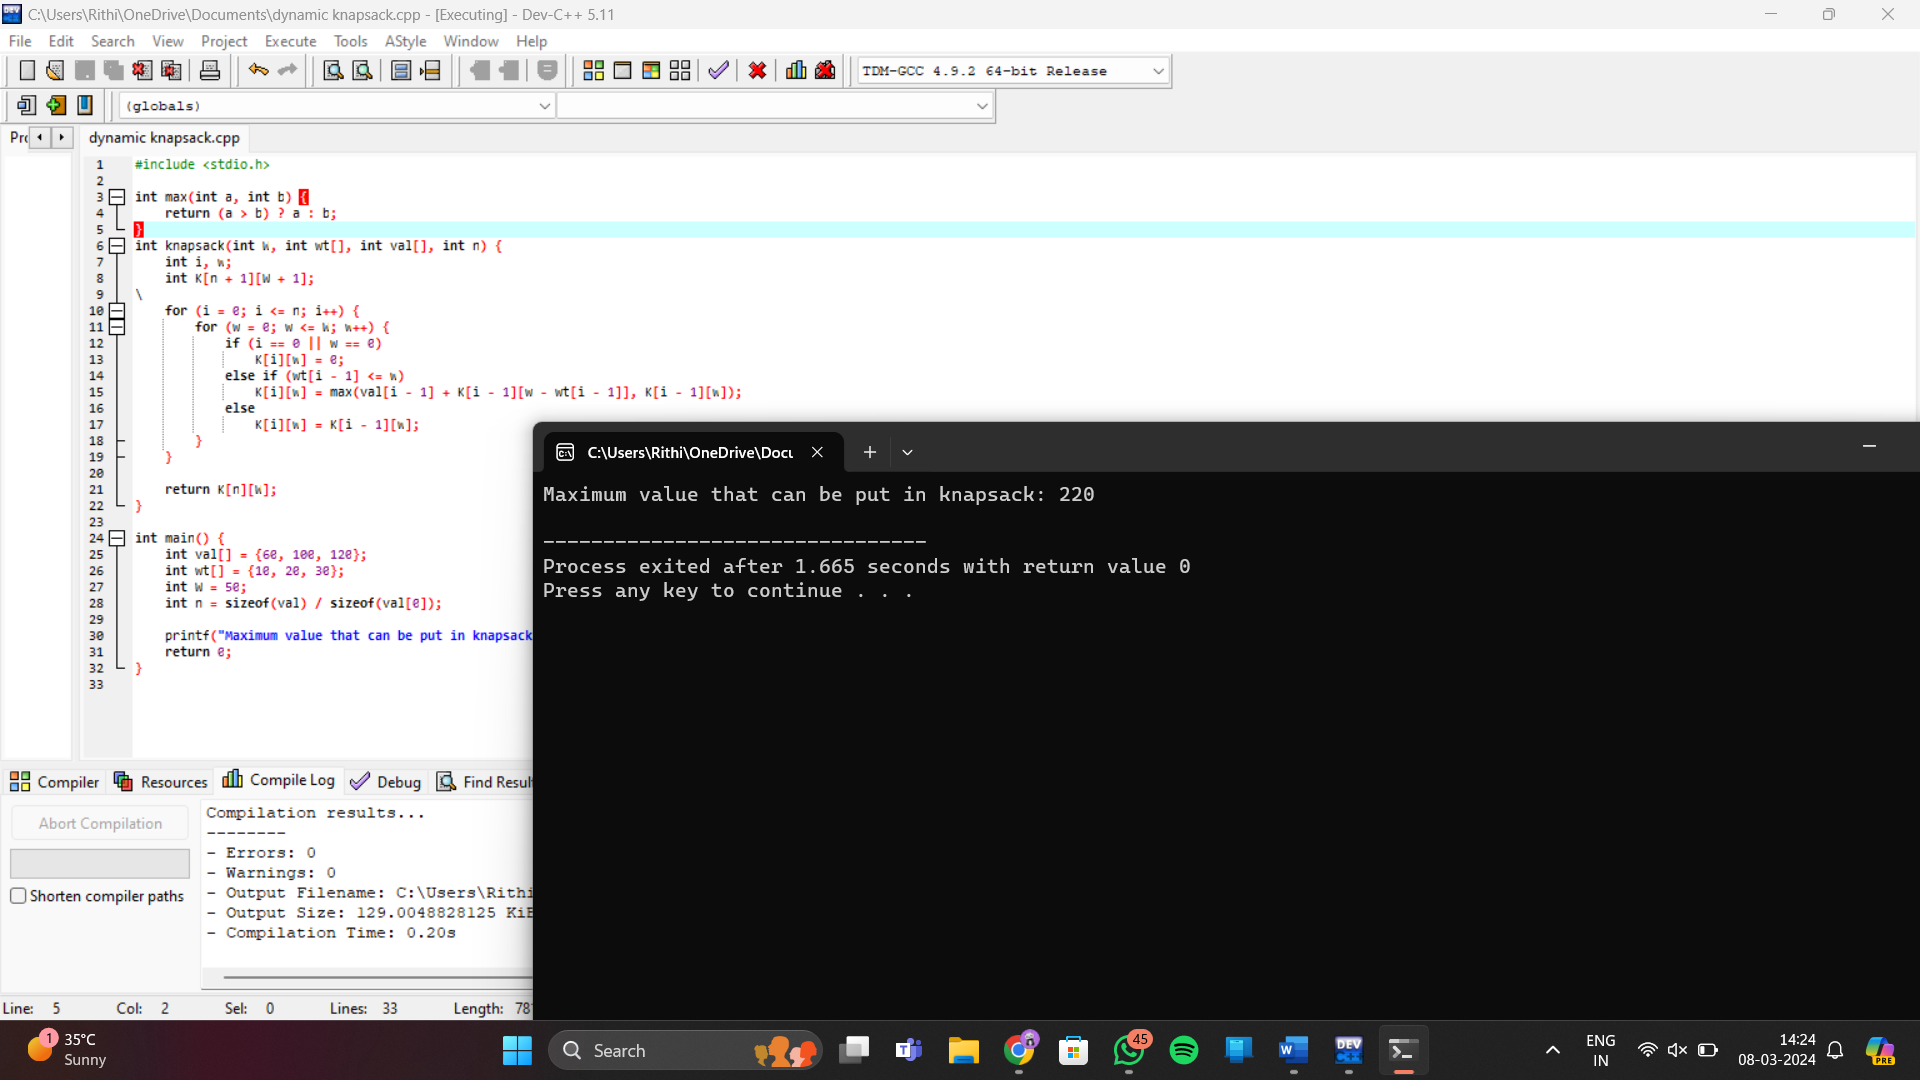 C:\Users\Rithi\OneDrive\Documents\dynamic knapsack.cpp - [Executing] - Dev-C++ 5.11
File Edit Search View Project Execute Tools AStyle Window Help
TDM-GCC 4.9.2 64-bit Release
(globals)
dynamic knapsack.cpp
1 #include <stdio.h>
2
3 int max(int a, int b) {
4 return (a > b) ? a : b;
5 }
6 int knapsack(int W, int wt[], int val[], int n) {
7 int i, w;
8 int K[n + 1][W + 1];
9 \
10 for (i = 0; i <= n; i++) {
11 for (w = 0; w <= W; w++) {
12 if (i == 0 || w == 0)
13 K[i][w] = 0;
14 else if (wt[i - 1] <= w)
15 K[i][w] = max(val[i - 1] + K[i - 1][w - wt[i - 1]], K[i - 1][w]);
16 else
17 K[i][w] = K[i - 1][w];
18 }
19 }
20
21 return K[n][W];
22 }
23
24 int main() {
25 int val[] = {60, 100, 120};
26 int wt[] = {10, 20, 30};
27 int W = 50;
28 int n = sizeof(val) / sizeof(val[0]);
29
30 printf("Maximum value that can be put in knapsack
31 return 0;
32 }
33
C:\Users\Rithi\OneDrive\Docu
Maximum value that can be put in knapsack: 220
--------------------------------
Process exited after 1.665 seconds with return value 0
Press any key to continue . . .
Compiler Resources Compile Log Debug Find Resul
Abort Compilation
Shorten compiler paths
Compilation results...
--------
- Errors: 0
- Warnings: 0
- Output Filename: C:\Users\Rithi
- Output Size: 129.0048828125 KiB
- Compilation Time: 0.20s
Line: 5 Col: 2 Sel: 0 Lines: 33 Length: 78
1 35°C
Sunny
Search
45
DEV
C++
ENG
IN
14:24
08-03-2024
PRE